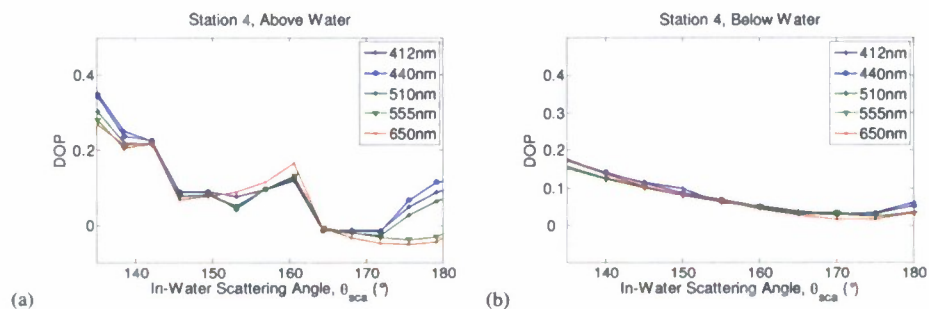 Station 4, Above Water
DOP
0.4
0.2
0
412nm
440nm
510nm
555nm
650nm
140 150 160 170 180
In-Water Scattering Angle, θsca (°)
(a)
Station 4, Below Water
DOP
0.4
0.2
0.1
0
412nm
440nm
510nm
555nm
650nm
140 150 160 170 180
In-Water Scattering Angle, θsca (°)
(b)